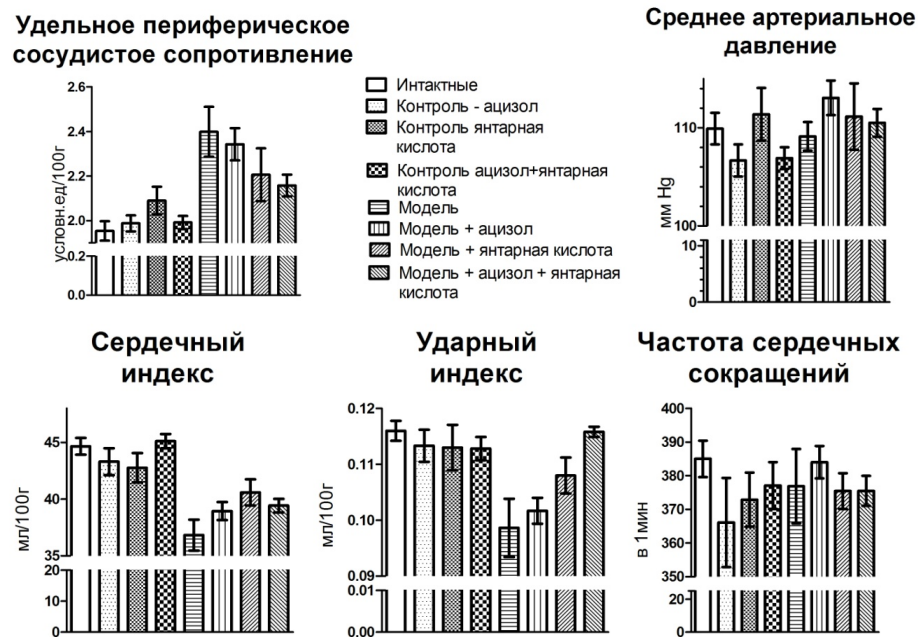 Удельное периферическое
сосудистое сопротивление
условн.ед/100г
2.6
2.4
2.2
2.0
0.2
0.0
Интактные
Контроль - ацизол
Контроль янтарная
кислота
Контроль ацизол+янтарная
кислота
Модель
Модель + ацизол
Модель + янтарная кислота
Модель + ацизол + янтарная
кислота
Среднее артериальное
давление
мм Hg
110
100
10
0
Сердечный
индекс
мл/100г
45
40
35
20
0
Ударный
индекс
мл/100г
0.12
0.11
0.10
0.09
0.01
0.00
Частота сердечных
сокращений
в 1мин
400
390
380
370
360
350
20
0